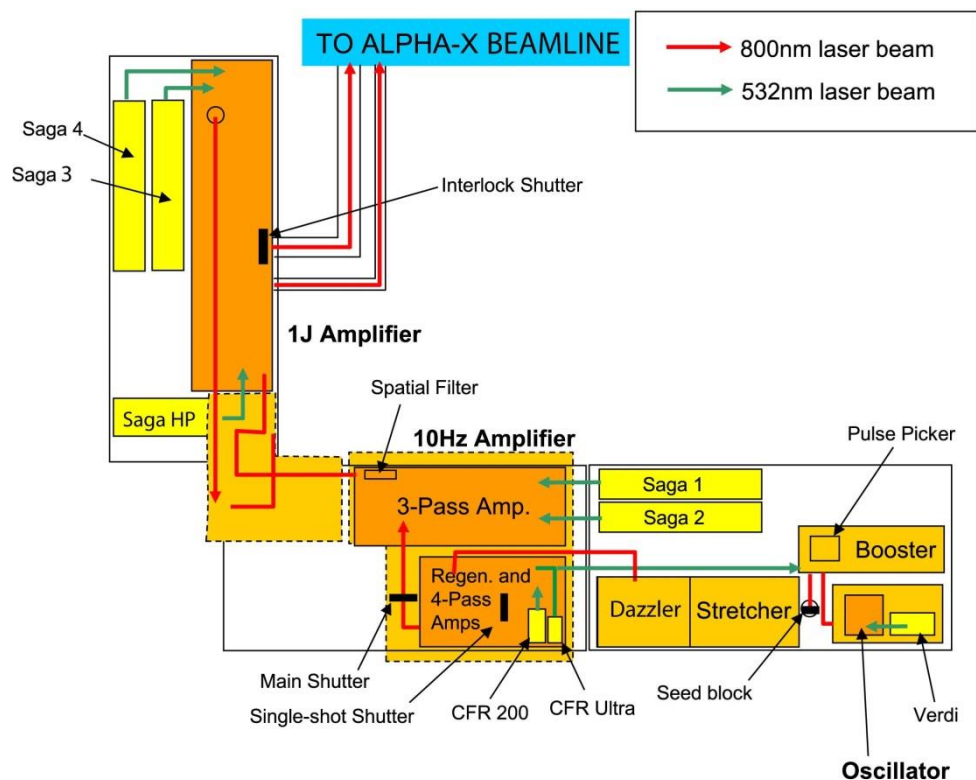 TO ALPHA-X BEAMLINE
800nm laser beam
532nm laser beam
Saga 4
Saga 3
Interlock Shutter
1J Amplifier
Spatial Filter
Saga HP
10Hz Amplifier
Pulse Picker
3-Pass Amp.
Saga 1
Saga 2
Booster
Regen. and
4-Pass
Amps
Dazzler
Stretcher
Main Shutter
Single-shot Shutter
CFR 200
CFR Ultra
Seed block
Verdi
Oscillator